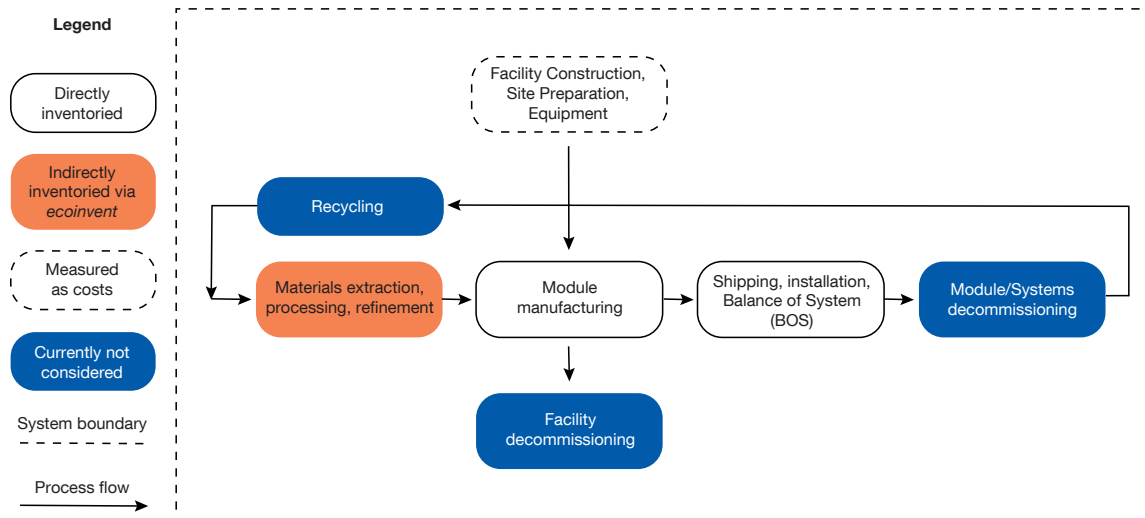 Legend
Directly
inventoried
Indirectly
inventoried via
ecoinvent
Measured
as costs
Currently not
considered
System boundary
Process flow
Facility Construction,
Site Preparation,
Equipment
Recycling
Materials extraction,
processing, refinement
Module
manufacturing
Shipping, installation,
Balance of System
(BOS)
Module/Systems
decommissioning
Facility
decommissioning